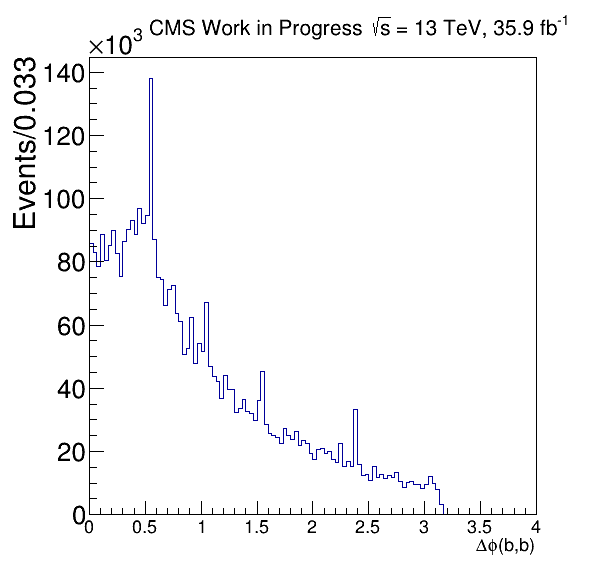 ×10³ CMS Work in Progress √s = 13 TeV, 35.9 fb⁻¹
Events/0.033
140
120
100
80
60
40
20
0
0 0.5 1 1.5 2 2.5 3 3.5 4
Δϕ(b,b)